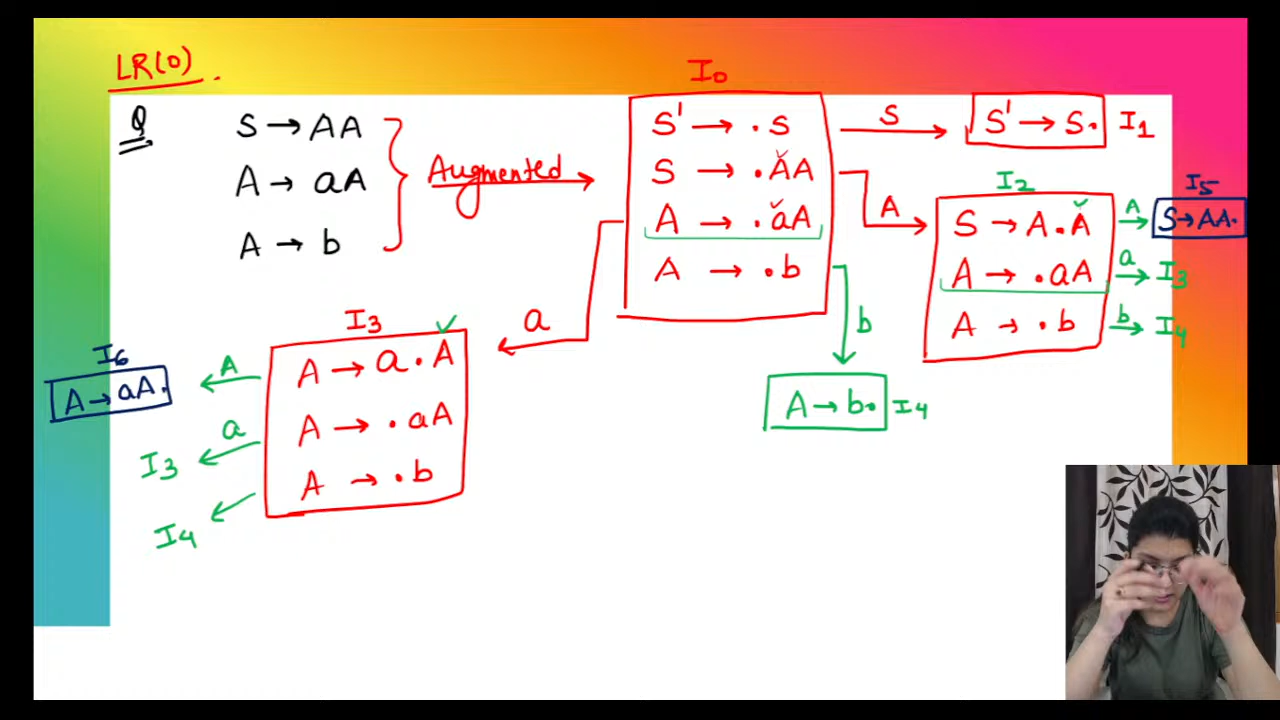 LR(0)
Q
S → AA
A → aA
A → b
Augmented
I0
S' → .S
S → .AA
A → .aA
A → .b
S
S' → S. I1
A
I2
S → A.A
A → .aA
A → .b
A
I5
S → AA.
a
I3
b
I4
b
A → b. I4
a
I3
A → a.A
A → .aA
A → .b
A
I6
A → aA.
a
I3
I4